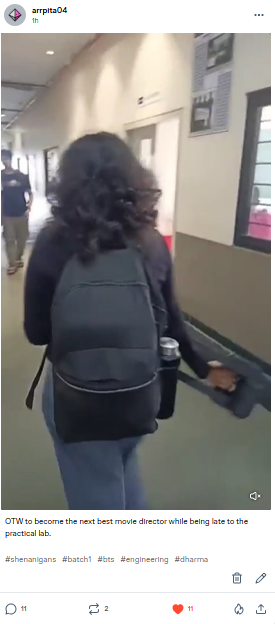 arrpita04
1h
OTW to become the next best movie director while being late to the
practical lab.
#shenanigans #batch1 #bts #engineering #dharma
11
2
11